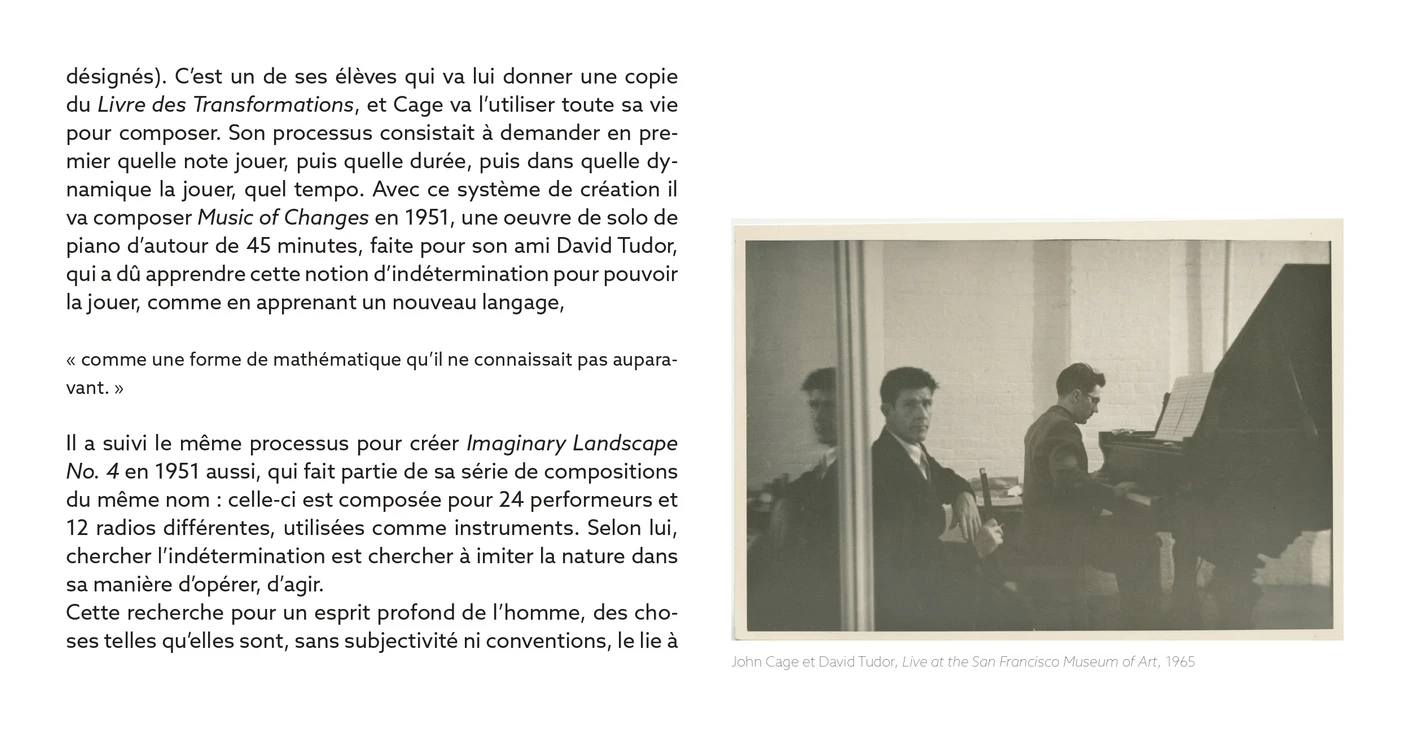 désignés). C’est un de ses élèves qui va lui donner une copie
du Livre des Transformations, et Cage va l’utiliser toute sa vie
pour composer. Son processus consistait à demander en pre-
mier quelle note jouer, puis quelle durée, puis dans quelle dy-
namique la jouer, quel tempo. Avec ce système de création il
va composer Music of Changes en 1951, une oeuvre de solo de
piano d’autour de 45 minutes, faite pour son ami David Tudor,
qui a dû apprendre cette notion d’indétermination pour pouvoir
la jouer, comme en apprenant un nouveau langage,
« comme une forme de mathématique qu’il ne connaissait pas aupara-
vant. »
Il a suivi le même processus pour créer Imaginary Landscape
No. 4 en 1951 aussi, qui fait partie de sa série de compositions
du même nom : celle-ci est composée pour 24 performeurs et
12 radios différentes, utilisées comme instruments. Selon lui,
chercher l’indétermination est chercher à imiter la nature dans
sa manière d’opérer, d’agir.
Cette recherche pour un esprit profond de l’homme, des cho-
ses telles qu’elles sont, sans subjectivité ni conventions, le lie à
John Cage et David Tudor, Live at the San Francisco Museum of Art, 1965